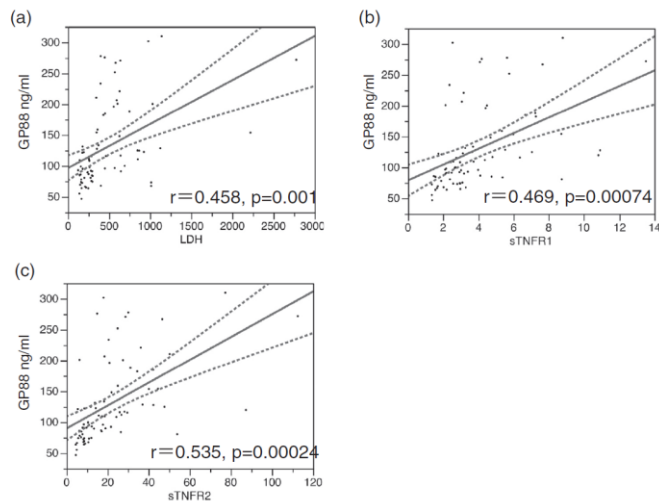 (a)
300
250
200
150
100
50
GP88 ng/ml
r=0.458, p=0.001
0 500 1000 1500 2000 2500 3000
LDH
(b)
300
250
200
150
100
50
GP88 ng/ml
r=0.469, p=0.00074
0 2 4 6 8 10 12 14
sTNFR1
(c)
300
250
200
150
100
50
GP88 ng/ml
r=0.535, p=0.00024
0 20 40 60 80 100 120
sTNFR2